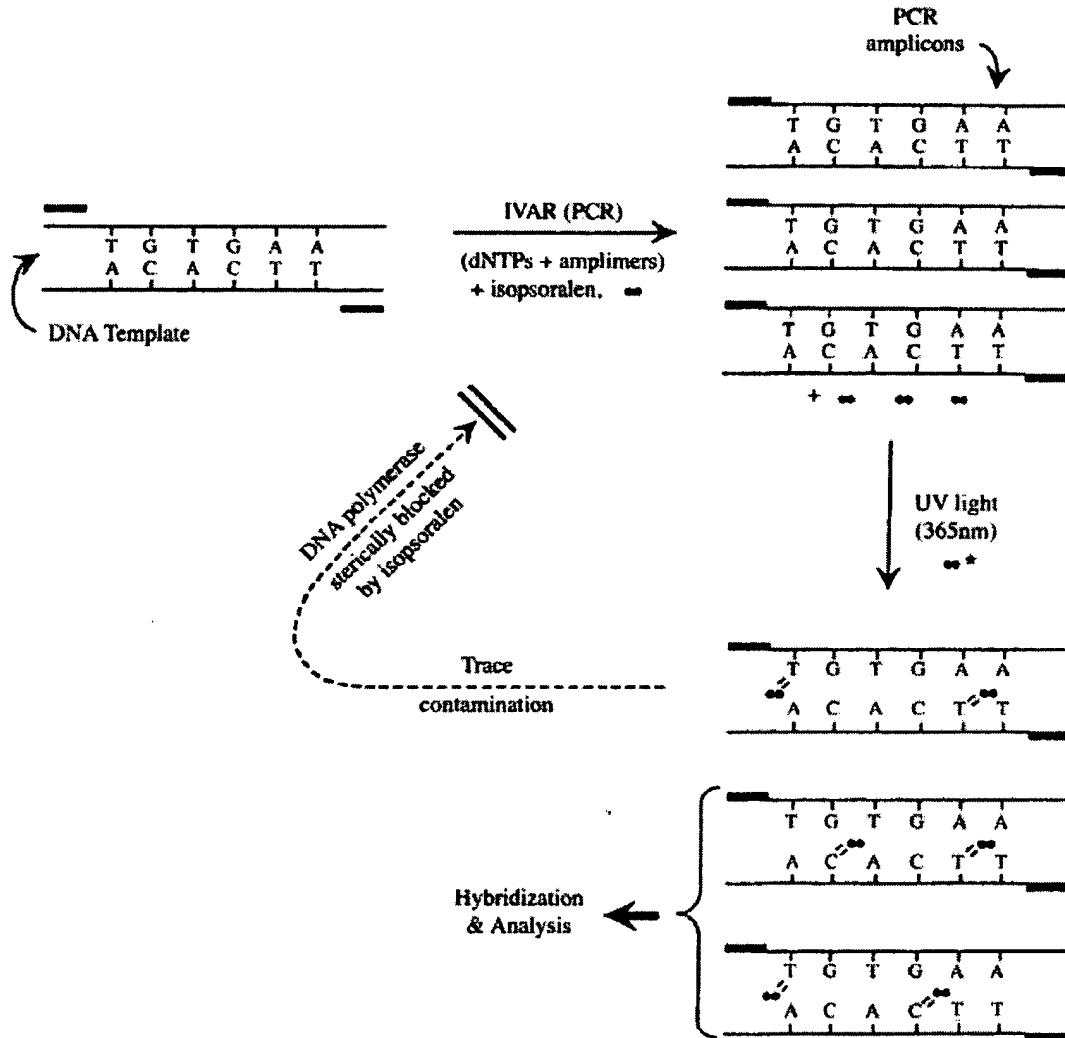 PCR
amplicons
T G T G A A
A C A C T T
T G T G A A
A C A C T T
IVAR (PCR)
(dNTPs + amplimers)
+ isopsoralen,
T G T G A A
A C A C T T
DNA Template
T G T G A A
A C A C T T
+
DNA polymerase
sterically blocked
by isopsoralen
UV light
(365nm)
*
Trace
contamination
T G T G A A
A C A C T T
T G T G A A
A C A C T T
Hybridization
& Analysis
T G T G A A
A C A C T T